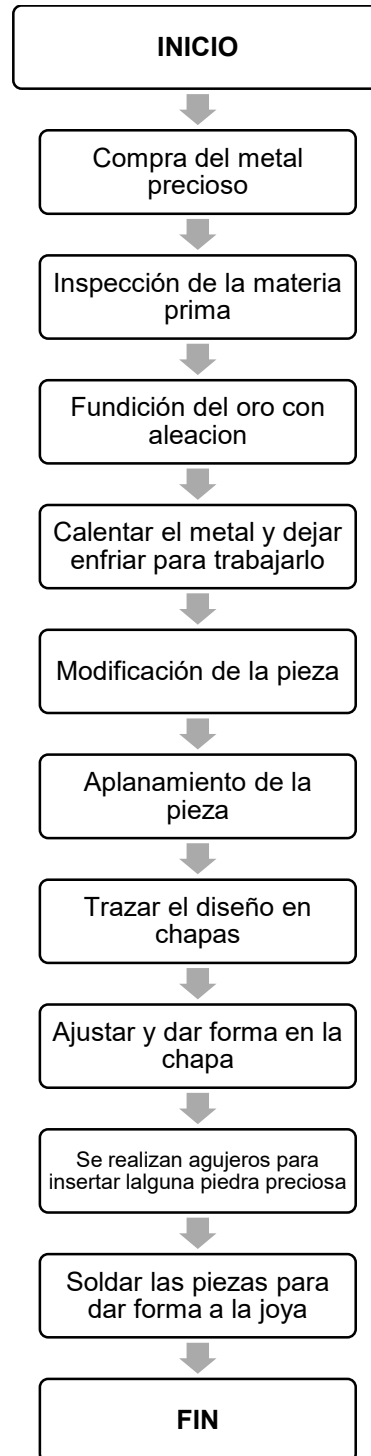 INICIO
Compra del metal
precioso
Inspección de la materia
prima
Fundición del oro con
aleacion
Calentar el metal y dejar
enfriar para trabajarlo
Modificación de la pieza
Aplanamiento de la
pieza
Trazar el diseño en
chapas
Ajustar y dar forma en la
chapa
Se realizan agujeros para
insertar lalguna piedra preciosa
Soldar las piezas para
dar forma a la joya
FIN